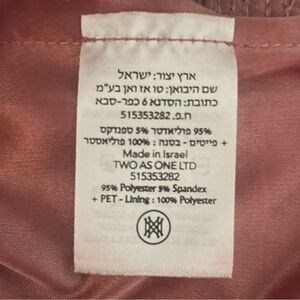 ארץ יצור: ישראל
שם היבואן: טו אז וואן בע"מ
כתובת: הסדנא 6 כפר-סבא
ח.פ. 515353282
95% פוליאסטר 5% ספנדקס
+ פייטים - בטנה : 100% פוליאסטר
Made in Israel
TWO AS ONE LTD
515353282
95% Polyester 5% Spandex
+ PET - Lining : 100% Polyester